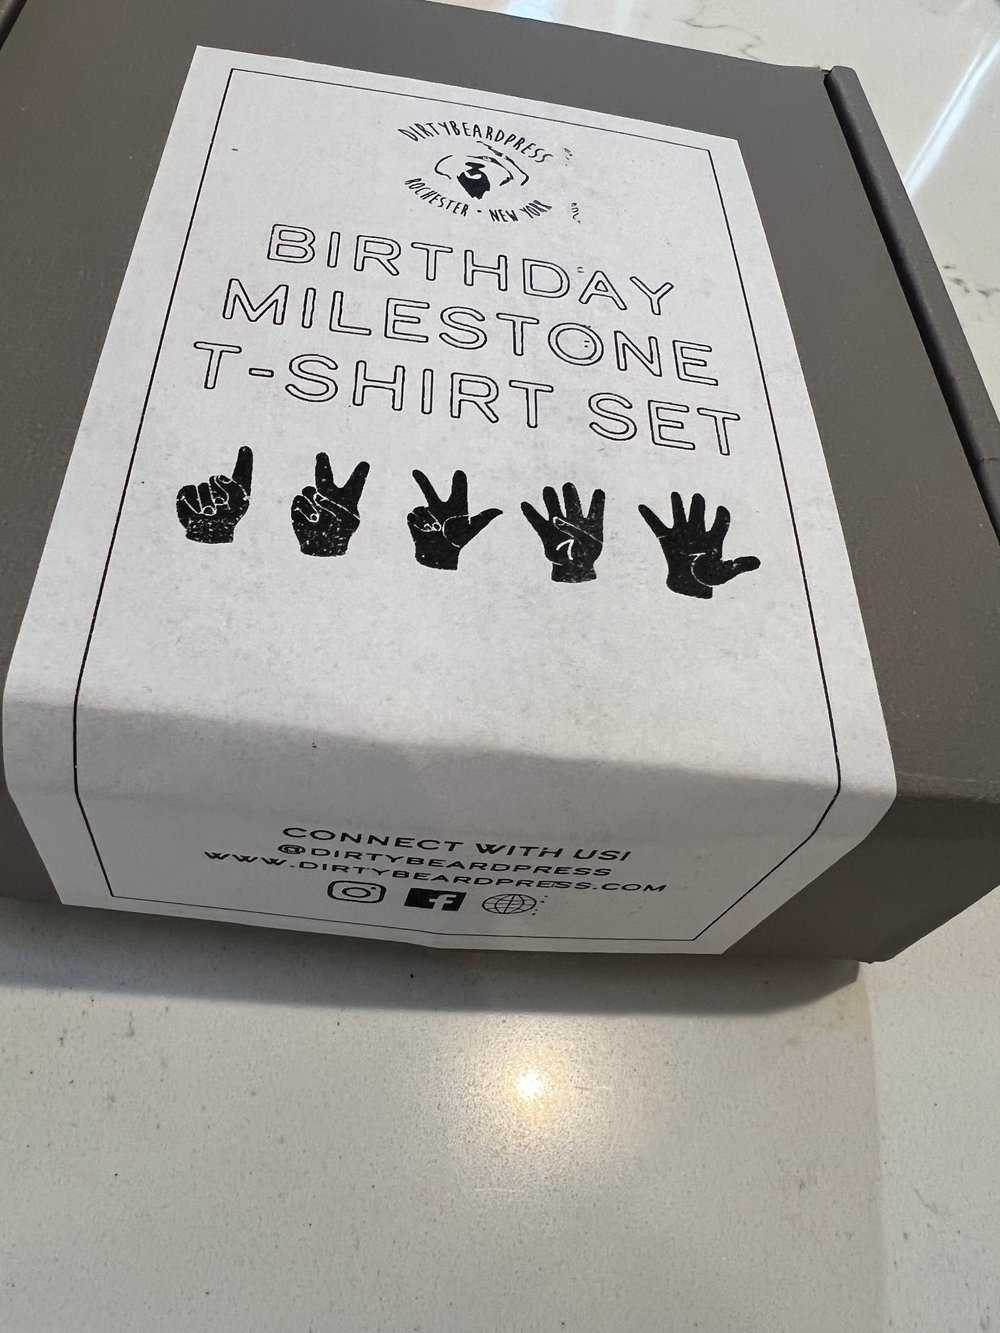 DIRTYBEARDPRESS
ROCHESTER - NEW YORK
BIRTHDAY
MILESTONE
T-SHIRT SET
CONNECT WITH US!
@DIRTYBEARDPRESS
WWW.DIRTYBEARDPRESS.COM